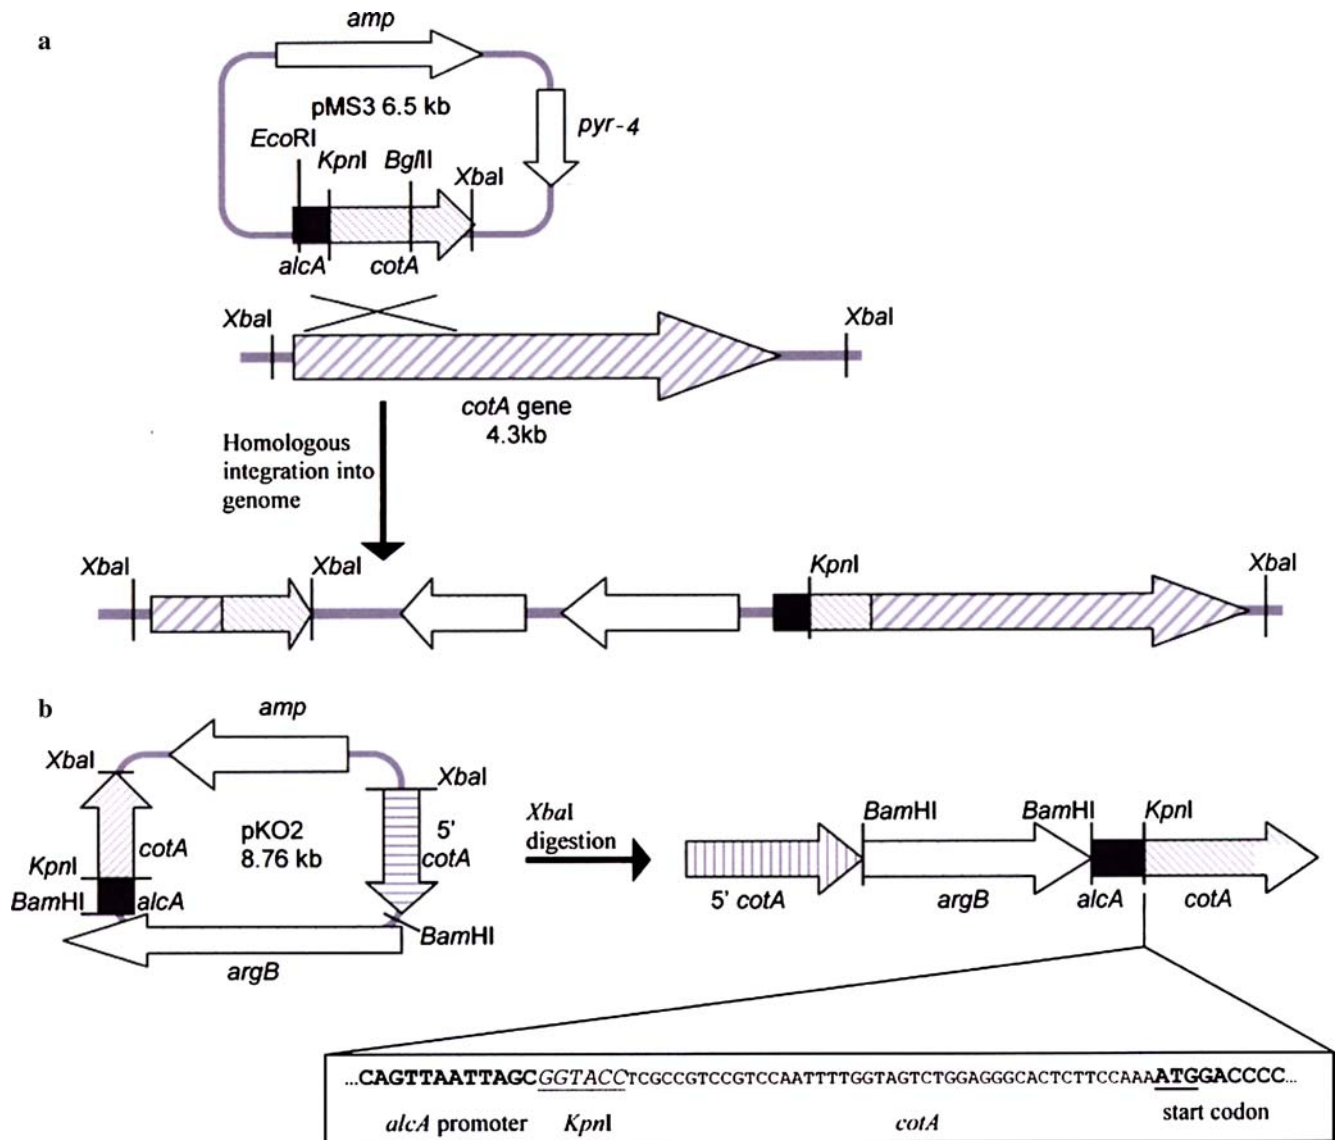 a
amp
pMS3 6.5 kb
pyr-4
EcoRI
KpnI BglII
XbaI
alcA cotA
XbaI XbaI
cotA gene
4.3kb
Homologous
integration into
genome
XbaI XbaI KpnI XbaI
b
amp
XbaI XbaI
pKO2
8.76 kb
5'
cotA
cotA
KpnI
BamHI alcA
BamHI
argB
XbaI
digestion
BamHI BamHI KpnI
5' cotA argB alcA cotA
...CAGTTAATTAGCGGTACCTCGCCGTCCGTCCAATTTTGGTAGTCTGGAGGGCACTCTTCCAAAATGGACCCC...
alcA promoter KpnI cotA start codon